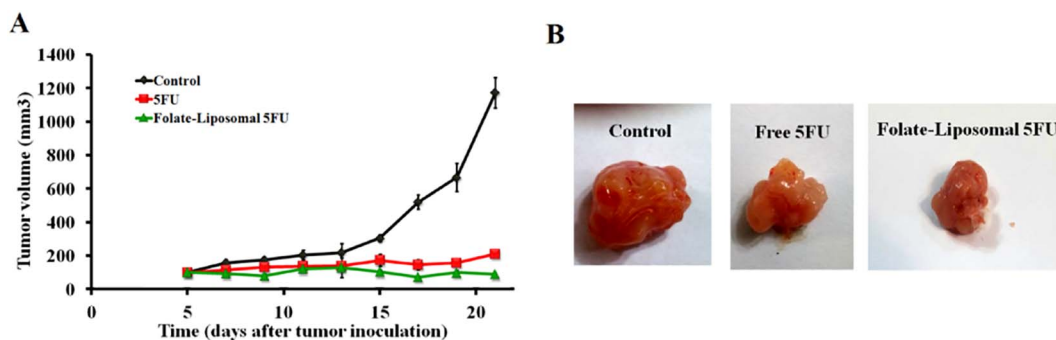 A
1400
1200
1000
800
600
400
200
0
Tumor volume (mm3)
Control
5FU
Folate-Liposomal 5FU
0
5
10
15
20
Time (days after tumor inoculation)
B
Control
Free 5FU
Folate-Liposomal 5FU